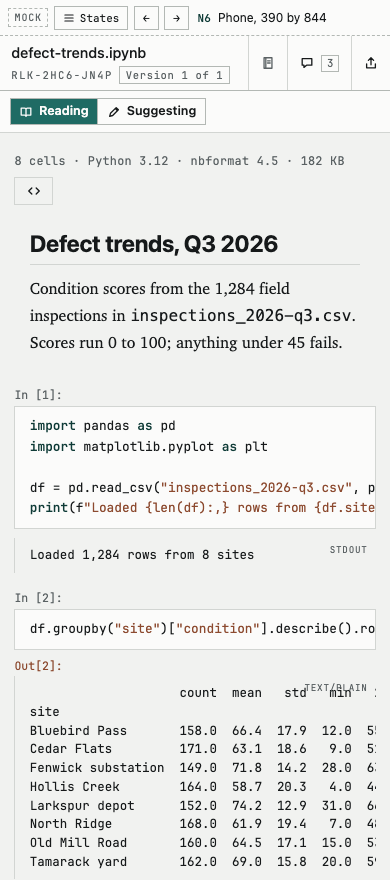 MOCK States ← → N6 Phone, 390 by 844
defect-trends.ipynb
RLK-2HC6-JN4P Version 1 of 1 3
Reading Suggesting
8 cells · Python 3.12 · nbformat 4.5 · 182 KB
<>
Defect trends, Q3 2026
Condition scores from the 1,284 field
inspections in inspections_2026-q3.csv.
Scores run 0 to 100; anything under 45 fails.
In [1]:
import pandas as pd
import matplotlib.pyplot as plt
df = pd.read_csv("inspections_2026-q3.csv", p
print(f"Loaded {len(df):,} rows from {df.site
Loaded 1,284 rows from 8 sites STDOUT
In [2]:
df.groupby("site")["condition"].describe().ro
Out[2]:
TEXT/PLAIN
count mean std min
site
Bluebird Pass 158.0 66.4 17.9 12.0
Cedar Flats 171.0 63.1 18.6 9.0
Fenwick substation 149.0 71.8 14.2 28.0
Hollis Creek 164.0 58.7 20.3 4.0
Larkspur depot 152.0 74.2 12.9 31.0
North Ridge 168.0 61.9 19.4 7.0
Old Mill Road 160.0 64.5 17.1 15.0
Tamarack yard 162.0 69.0 15.8 20.0